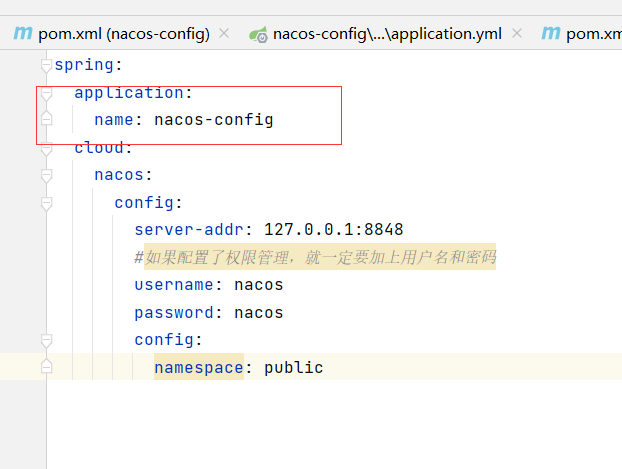 pom.xml (nacos-config) nacos-config\...\application.yml pom.xm
spring:
application:
name: nacos-config
cloud:
nacos:
config:
server-addr: 127.0.0.1:8848
#如果配置了权限管理，就一定要加上用户名和密码
username: nacos
password: nacos
config:
namespace: public